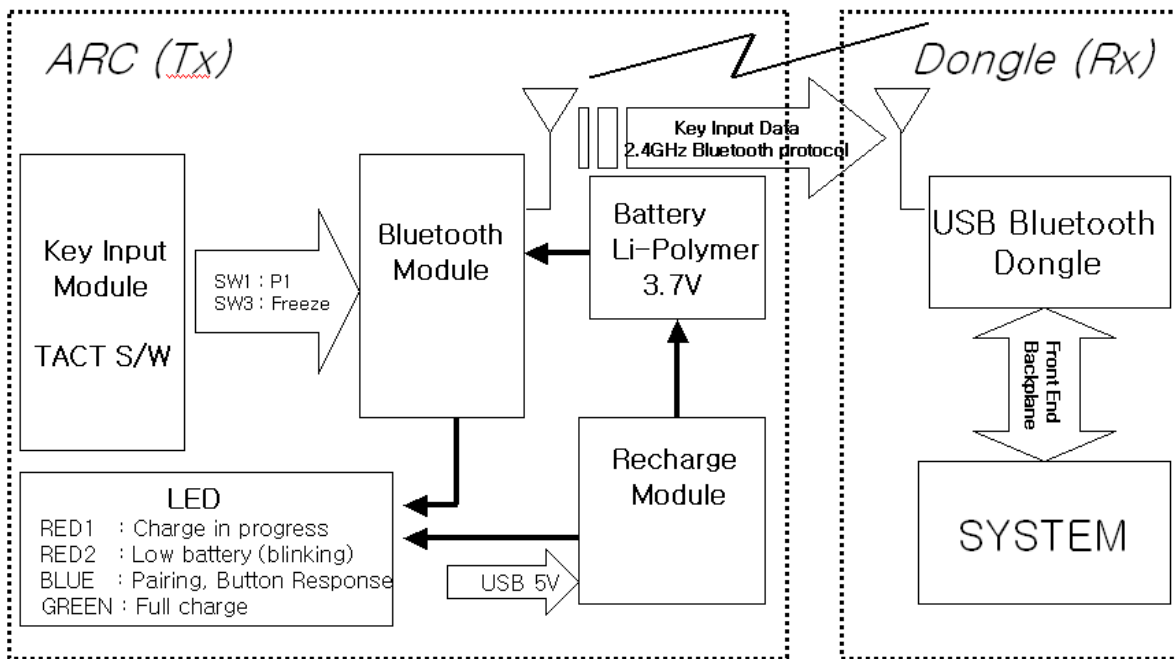 ARC (Tx)
Dongle (Rx)
Key Input Data
2.4GHz Bluetooth protocol
Key Input
Module
TACT S/W
SW1 : P1
SW3 : Freeze
Bluetooth
Module
Battery
Li-Polymer
3.7V
USB Bluetooth
Dongle
Front End
Backplane
Recharge
Module
SYSTEM
LED
RED1 : Charge in progress
RED2 : Low battery (blinking)
BLUE : Pairing, Button Response
GREEN : Full charge
USB 5V